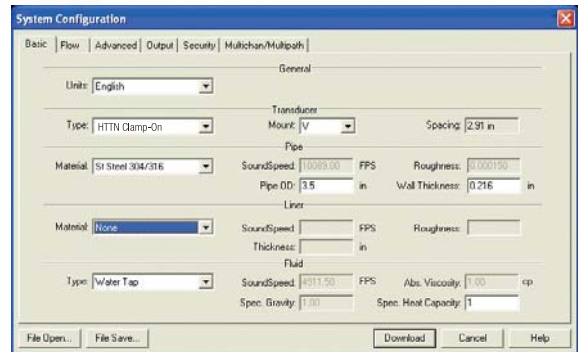 System Configuration
Basic Flow Advanced Output Security Multichan/Multipath
General
Units: English
Transducer
Type: HTTN Clamp-On Mount: V Spacing: 2.91 in
Pipe
Material: St Steel 304/316 SoundSpeed: 10089.00 FPS Roughness: 0.000150
Pipe OD: 3.5 in Wall Thickness: 0.216 in
Liner
Material: None SoundSpeed: FPS Roughness:
Thickness: in
Fluid
Type: Water Tap SoundSpeed: 4911.50 FPS Abs. Viscosity: 1.00 cp
Spec. Gravity: 1.00 Spec. Heat Capacity: 1
File Open... File Save... Download Cancel Help